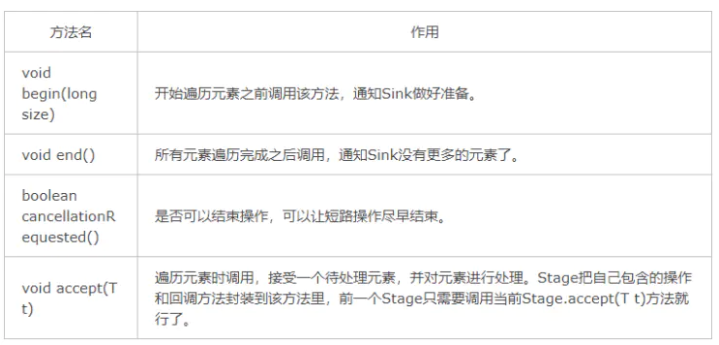 方法名
作用
void
begin(long
size)
开始遍历元素之前调用该方法，通知Sink做好准备。
void end()
所有元素遍历完成之后调用，通知Sink没有更多的元素了。
boolean
cancellationR
equested()
是否可以结束操作，可以让短路操作尽早结束。
void accept(T
t)
遍历元素时调用，接受一个待处理元素，并对元素进行处理。Stage把自己包含的操作
和回调方法封装到该方法里，前一个Stage只需要调用当前Stage.accept(T t)方法就
行了。